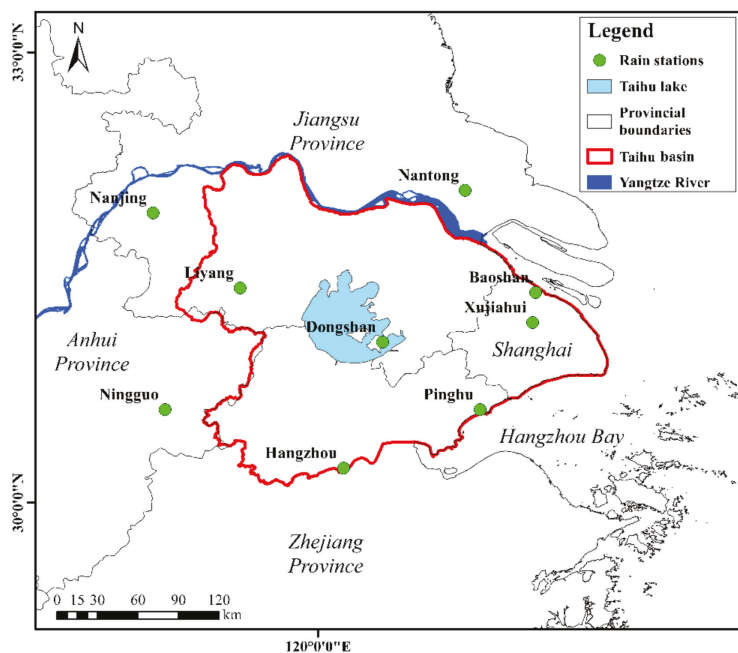 33°0'0"N
N
Legend
Rain stations
Taihu lake
Provincial
boundaries
Taihu basin
Yangtze River
Jiangsu
Province
Nantong
Nanjing
Liyang
Baoshan
Xujiahui
Dongshan
Shanghai
Anhui
Province
Ningguo
Pinghu
Hangzhou Bay
Hangzhou
30°0'0"N
Zhejiang
Province
0 15 30 60 90 120
km
120°0'0"E